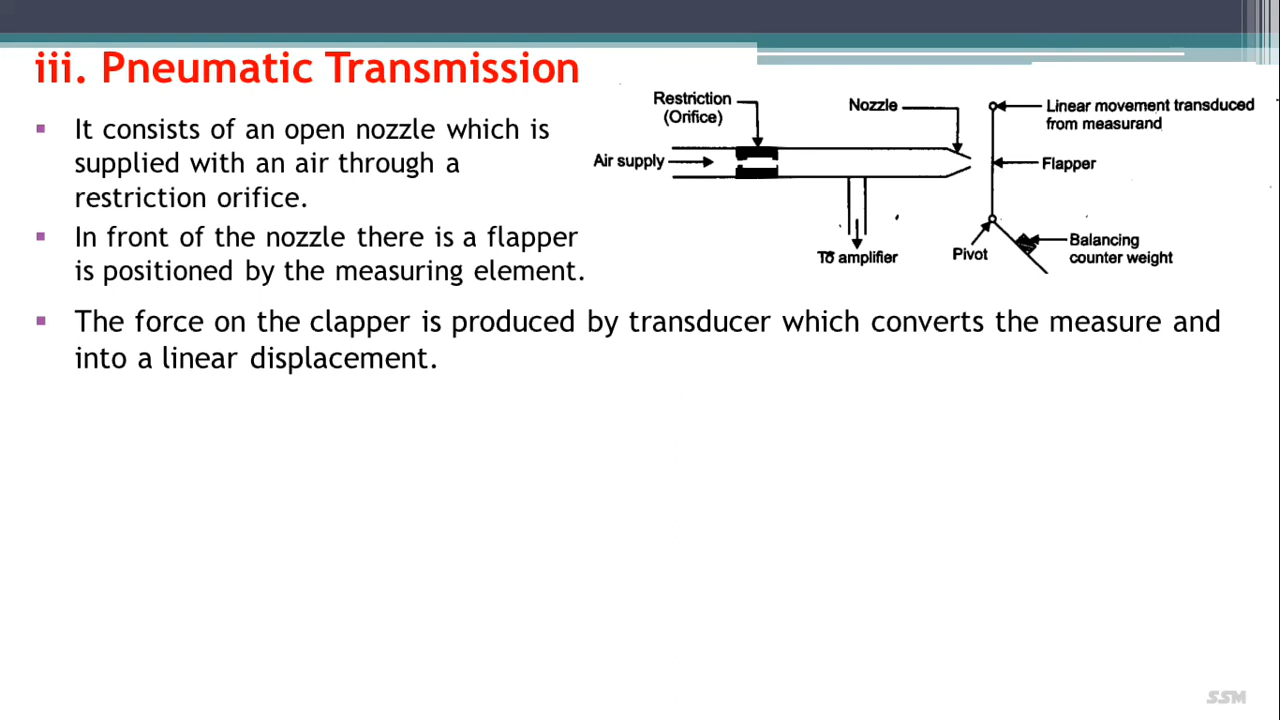 iii. Pneumatic Transmission
▪ It consists of an open nozzle which is
supplied with an air through a
restriction orifice.
▪ In front of the nozzle there is a flapper
is positioned by the measuring element.
▪ The force on the clapper is produced by transducer which converts the measure and
into a linear displacement.
Restriction
(Orifice)
Air supply
Nozzle
To amplifier
Linear movement transduced
from measurand
Flapper
Pivot
Balancing
counter weight
SSM